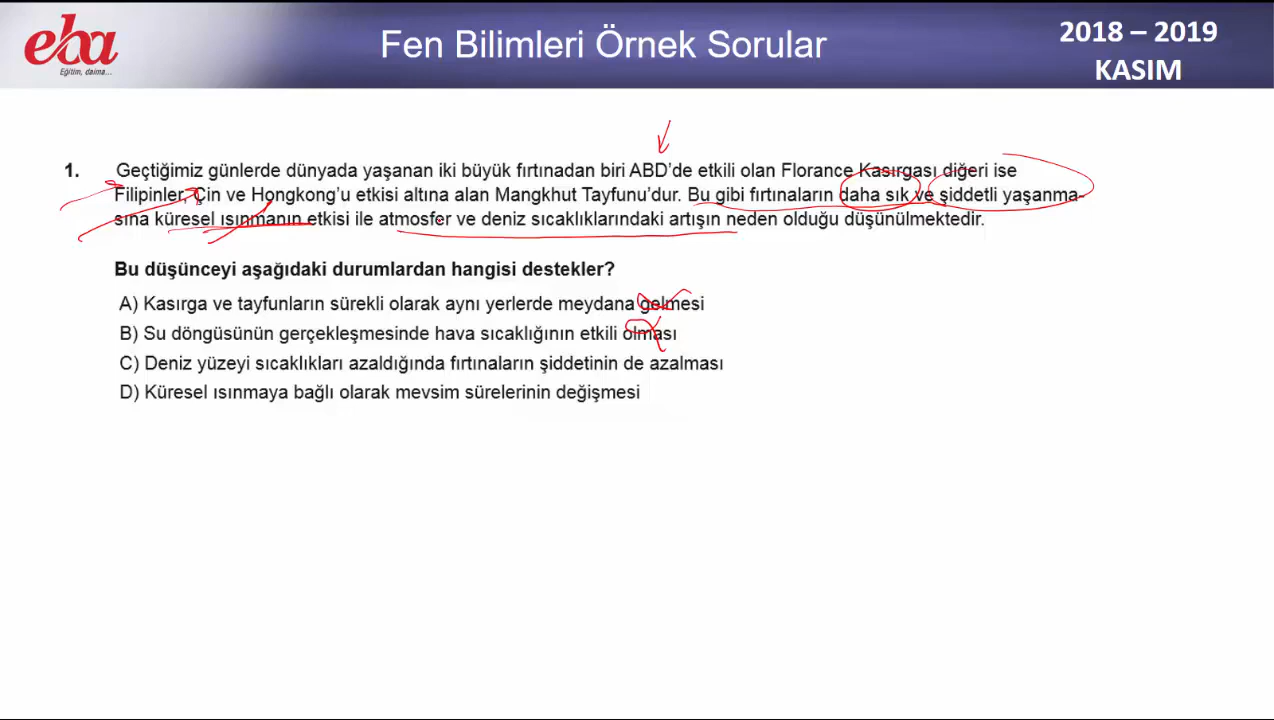 eba
Eğitim, daima...
Fen Bilimleri Örnek Sorular
2018 – 2019
KASIM
1. Geçtiğimiz günlerde dünyada yaşanan iki büyük fırtınadan biri ABD'de etkili olan Florance Kasırgası diğeri ise
Filipinler, Çin ve Hongkong'u etkisi altına alan Mangkhut Tayfunu'dur. Bu gibi fırtınaların daha sık ve şiddetli yaşanma-
sına küresel ısınmanın etkisi ile atmosfer ve deniz sıcaklıklarındaki artışın neden olduğu düşünülmektedir.
Bu düşünceyi aşağıdaki durumlardan hangisi destekler?
A) Kasırga ve tayfunların sürekli olarak aynı yerlerde meydana gelmesi
B) Su döngüsünün gerçekleşmesinde hava sıcaklığının etkili olması
C) Deniz yüzeyi sıcaklıkları azaldığında fırtınaların şiddetinin de azalması
D) Küresel ısınmaya bağlı olarak mevsim sürelerinin değişmesi